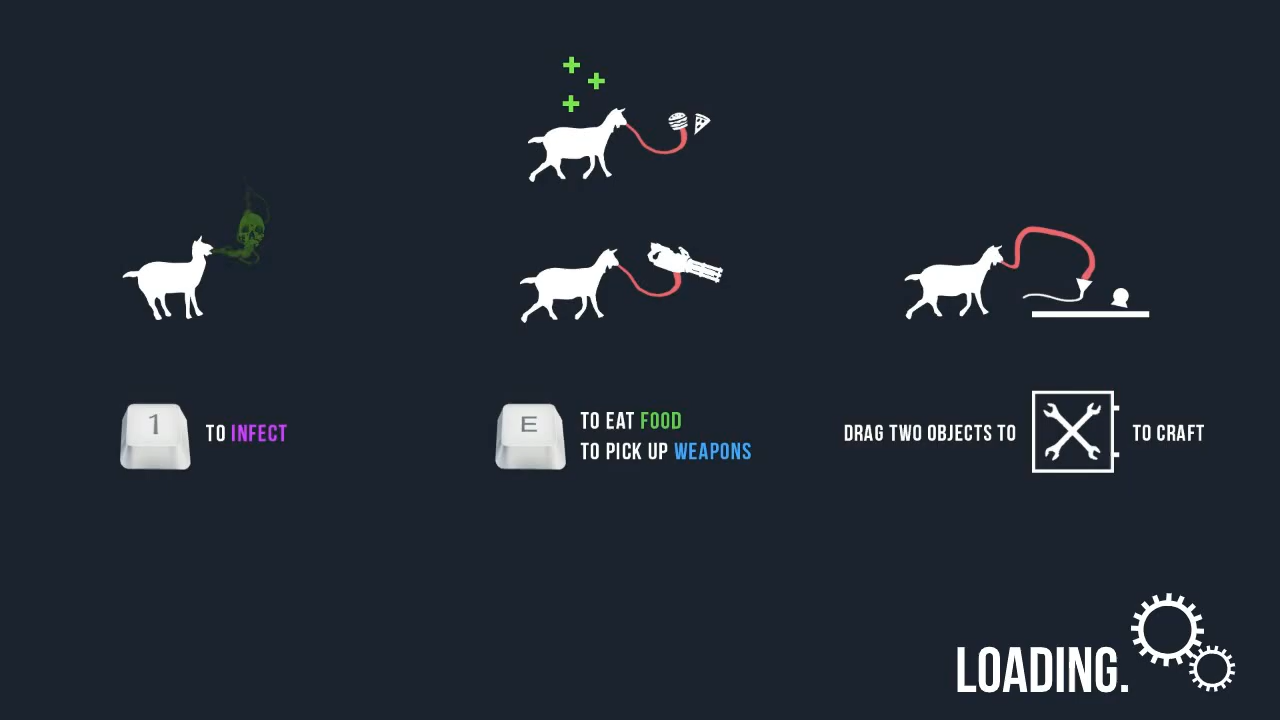 1 TO INFECT
E TO EAT FOOD
TO PICK UP WEAPONS
DRAG TWO OBJECTS TO TO CRAFT
LOADING.